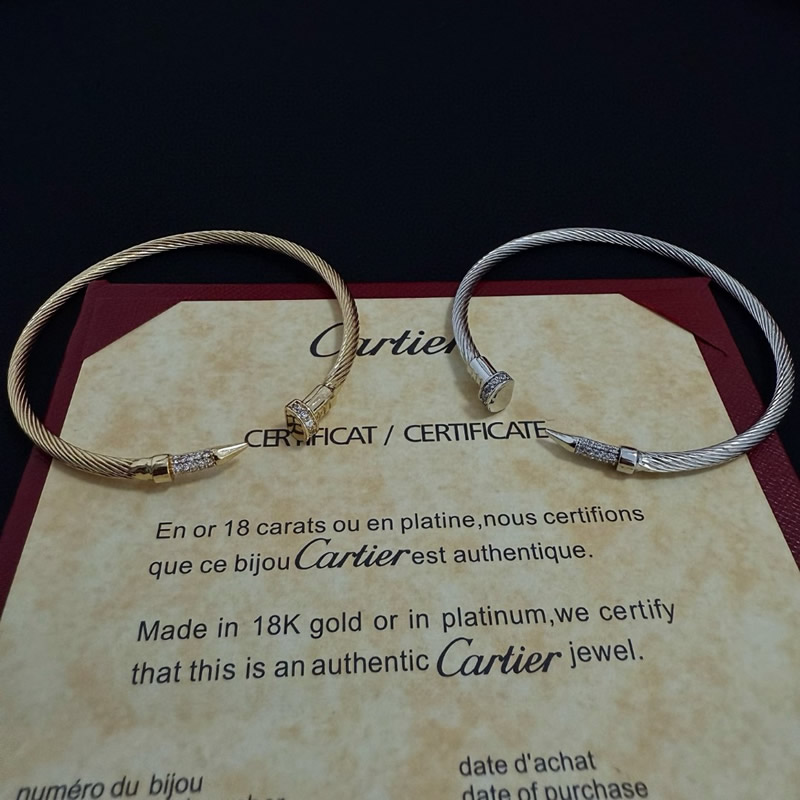 Cartier
CERTIFICAT / CERTIFICATE
En or 18 carats ou en platine,nous certifions
que ce bijou Cartier est authentique.
Made in 18K gold or in platinum,we certify
that this is an authentic Cartier jewel.
date d'achat
numéro du bijou
date of purchase